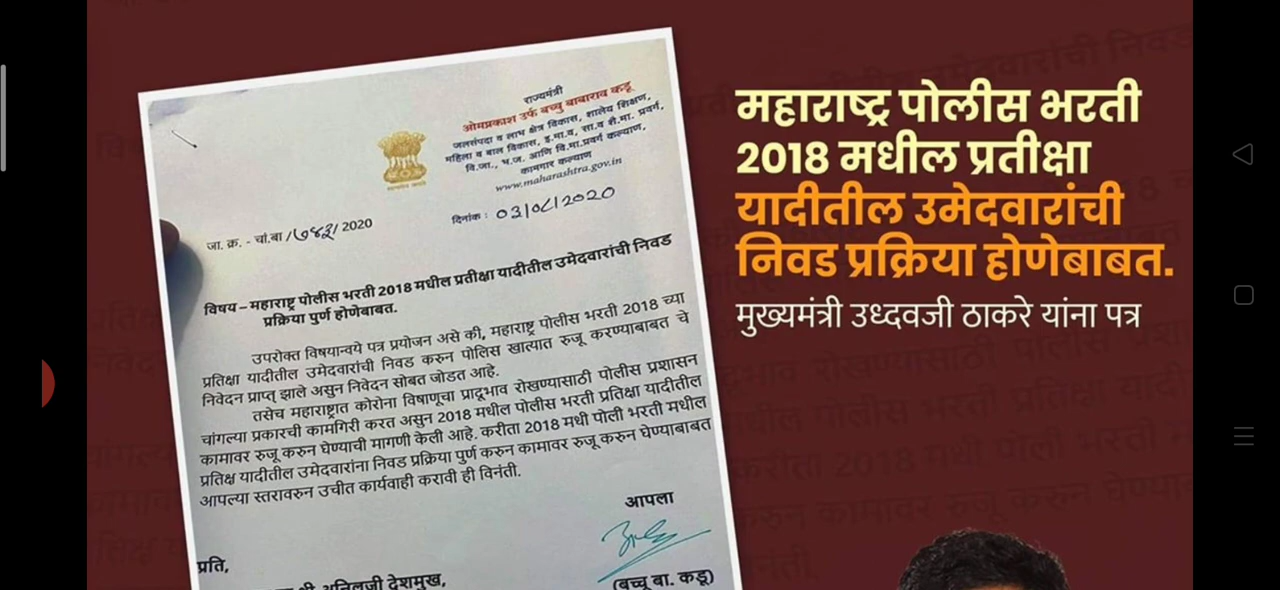 राज्यमंत्री
ओमप्रकाश उर्फ बच्चू बाबाराव कडू
जलसंपदा व लाभ क्षेत्र विकास, शालेय शिक्षण,
महिला व बाल विकास, इ.मा.व, सा.व शै.मा. प्रवर्ग,
वि.जा., भ.ज. आणि वि.मा.प्रवर्ग कल्याण,
कामगार कल्याण
www.maharashtra.gov.in
जा. क्र. - चां.बा /७४३/ 2020
दिनांक : 03/08/2020
विषय – महाराष्ट्र पोलीस भरती 2018 मधील प्रतीक्षा यादीतील उमेदवारांची निवड
प्रक्रिया पुर्ण होणेबाबत.
उपरोक्त विषयान्वये पत्र प्रयोजन असे की, महाराष्ट्र पोलीस भरती 2018 च्या
प्रतिक्षा यादीतील उमेदवारांची निवड करुन पोलिस खात्यात रुजू करण्याबाबत चे
निवेदन प्राप्त् झाले असुन निवेदन सोबत जोडत आहे.
तसेच महाराष्ट्रात कोरोना विषाणूचा प्रादूभाव रोखण्यासाठी पोलीस प्रशासन
चांगल्या प्रकारची कामगिरी करत असुन 2018 मधील पोलीस भरती प्रतिक्षा यादीतील
कामावर रुजू करुन घेण्याची मागणी केली आहे. करीता 2018 मधी पोली भरती मधील
प्रतिक्ष यादीतील उमेदवारांना निवड प्रक्रिया पुर्ण करुन कामावर रुजू करुन घेण्याबाबत
आपल्या स्तरावरुन उचीत कार्यवाही करावी ही विनंती.
आपला
(बच्चू बा. कडू)
प्रति,
श्री अनिलजी देशमुख,
महाराष्ट्र पोलीस भरती
2018 मधील प्रतीक्षा
यादीतील उमेदवारांची
निवड प्रक्रिया होणेबाबत.
मुख्यमंत्री उध्दवजी ठाकरे यांना पत्र